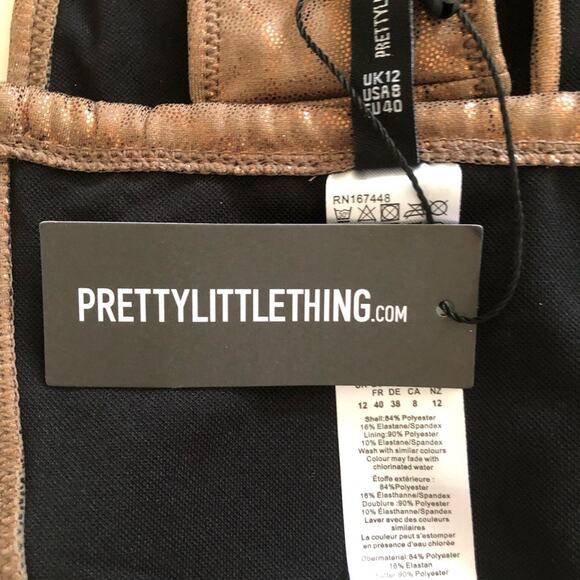 PRETTYLITTLE
UK12
USA8
EU40
RN167448
PRETTYLITTLETHING.COM
FR DE CA NZ
12 40 38 8 12
Shell:84% Polyester
16% Elastane/Spandex
Lining:90% Polyester
10% Elastane/Spandex
Wash with similar colours
Colour may fade with
chlorinated water
Étoffe extérieure :
84%Polyester
16% Élasthanne/Spandex
Doublure :90% Polyester
10% Élasthanne/Spandex
Laver avec des couleurs
similaires
La couleur peut s'estomper
en présence d'eau chlorée
Obermaterial:84% Polyester
16% Elastan
90% Polyester